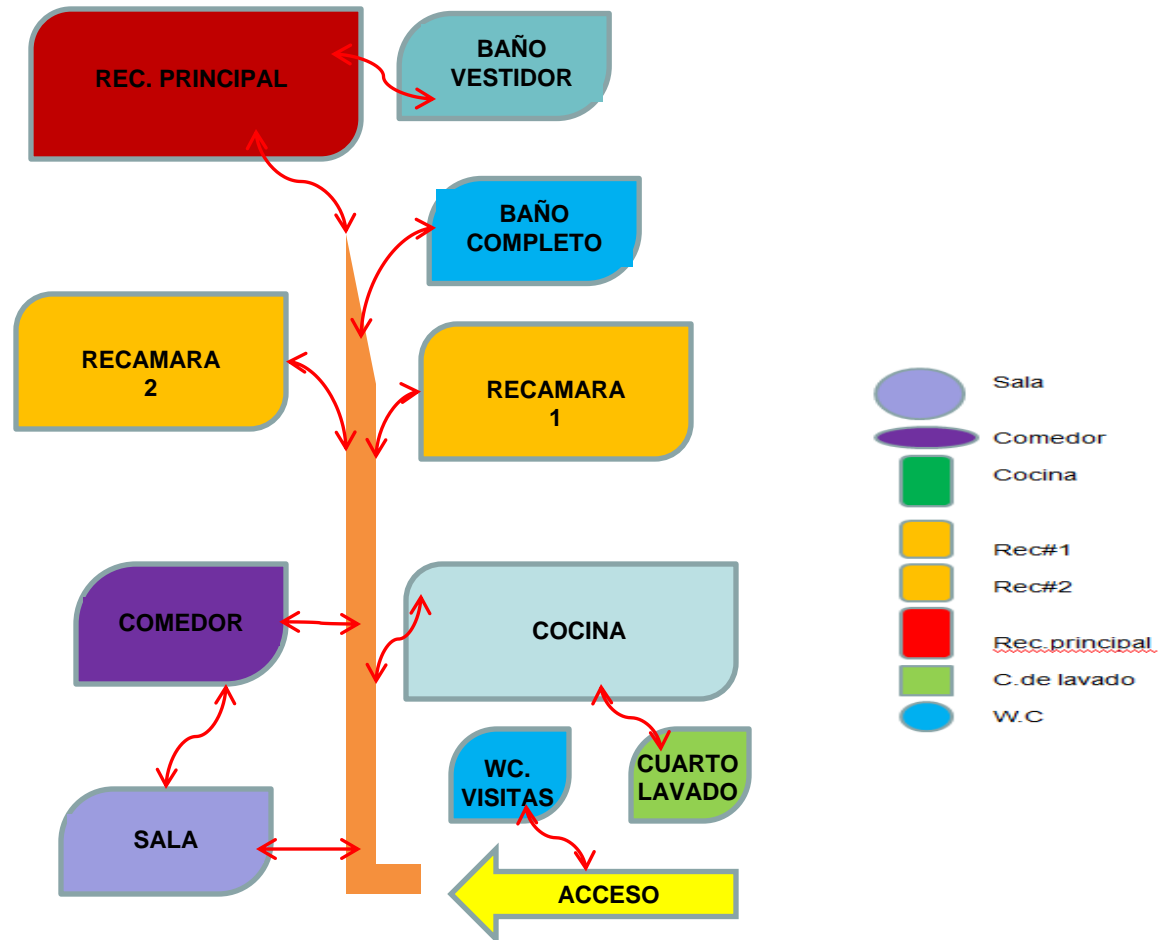 REC. PRINCIPAL
BAÑO
VESTIDOR
BAÑO
COMPLETO
RECAMARA
2
RECAMARA
1
COMEDOR
COCINA
WC.
VISITAS
CUARTO
LAVADO
SALA
ACCESO
Sala
Comedor
Cocina
Rec#1
Rec#2
Rec.principal
C.de lavado
W.C